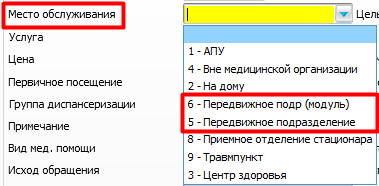 Место обслуживания
Цель
Услуга
1 - АПУ
Цена
4 - Вне медицинской организации
2 - На дому
Первичное посещение
6 - Передвижное подр (модуль)
Группа диспансеризации
5 - Передвижное подразделение
Примечание
8 - Приемное отделение стационара
Вид мед. помощи
9 - Травмпункт
Исход обращения
3 - Центр здоровья